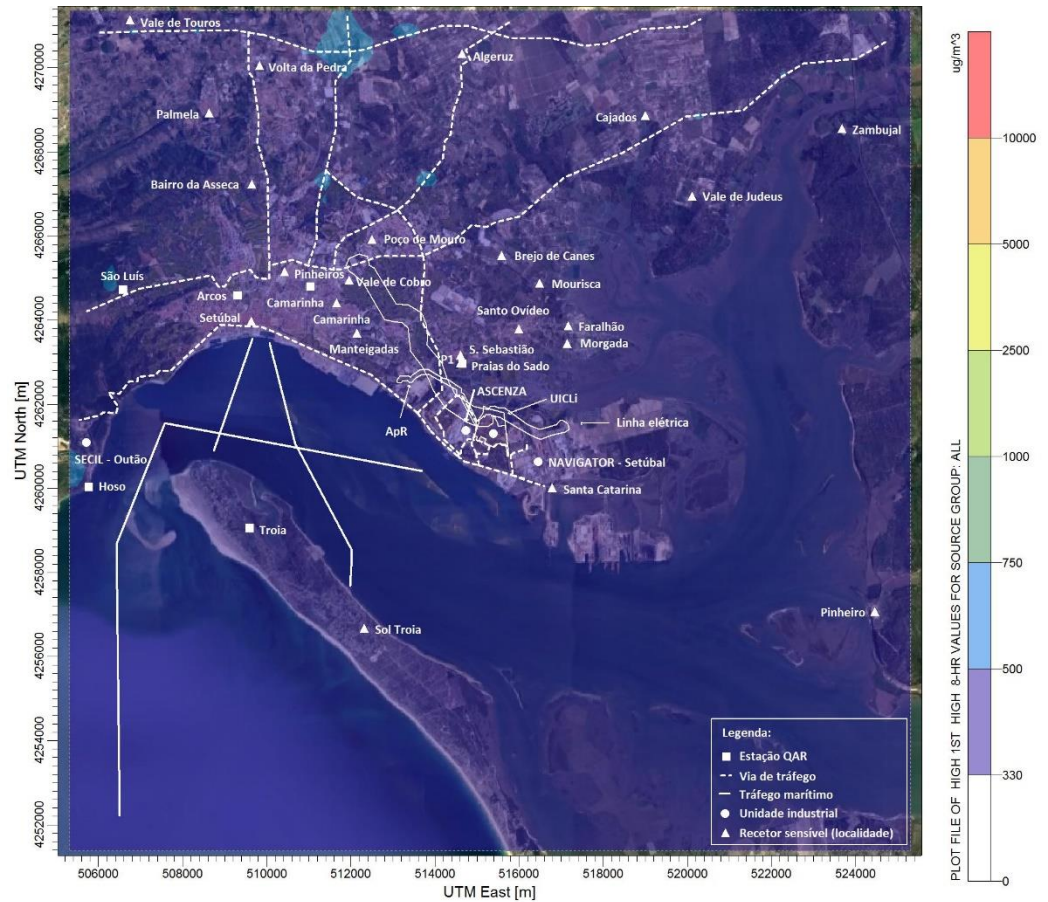 Vale de Touros
Volta da Pedra
Algeruz
Palmela
Cajados
Zambujal
Bairro da Asseca
Vale de Judeus
Poço de Mouro
Brejo de Canes
São Luís
Pinheiros
Vale de Cobro
Mourisca
Arcos
Camarinha
Camarinha
Santo Ovídeo
Setúbal
Faralhão
Manteigadas
Morgada
S. Sebastião
P1
Praias do Sado
ASCENZA
UICLi
ApR
Linha elétrica
SECIL - Outão
NAVIGATOR - Setúbal
Hoso
Santa Catarina
Troia
Pinheiro
Sol Troia
Legenda:
Estação QAR
Via de tráfego
Tráfego marítimo
Unidade industrial
Recetor sensível (localidade)
UTM North [m]
4270000
4268000
4266000
4264000
4262000
4260000
4258000
4256000
4254000
4252000
506000 508000 510000 512000 514000 516000 518000 520000 522000 524000
UTM East [m]
PLOT FILE OF HIGH 1ST HIGH 8-HR VALUES FOR SOURCE GROUP: ALL
ug/m^3
10000
5000
2500
1000
750
500
330
0